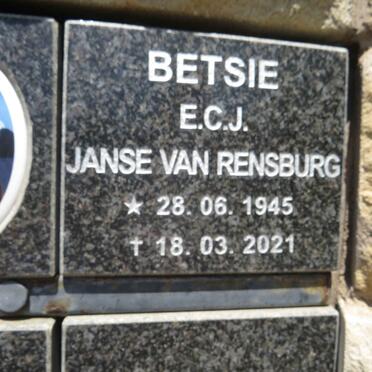 BETSIE
E.C.J.
JANSE VAN RENSBURG
★ 28. 06. 1945
✝ 18. 03. 2021